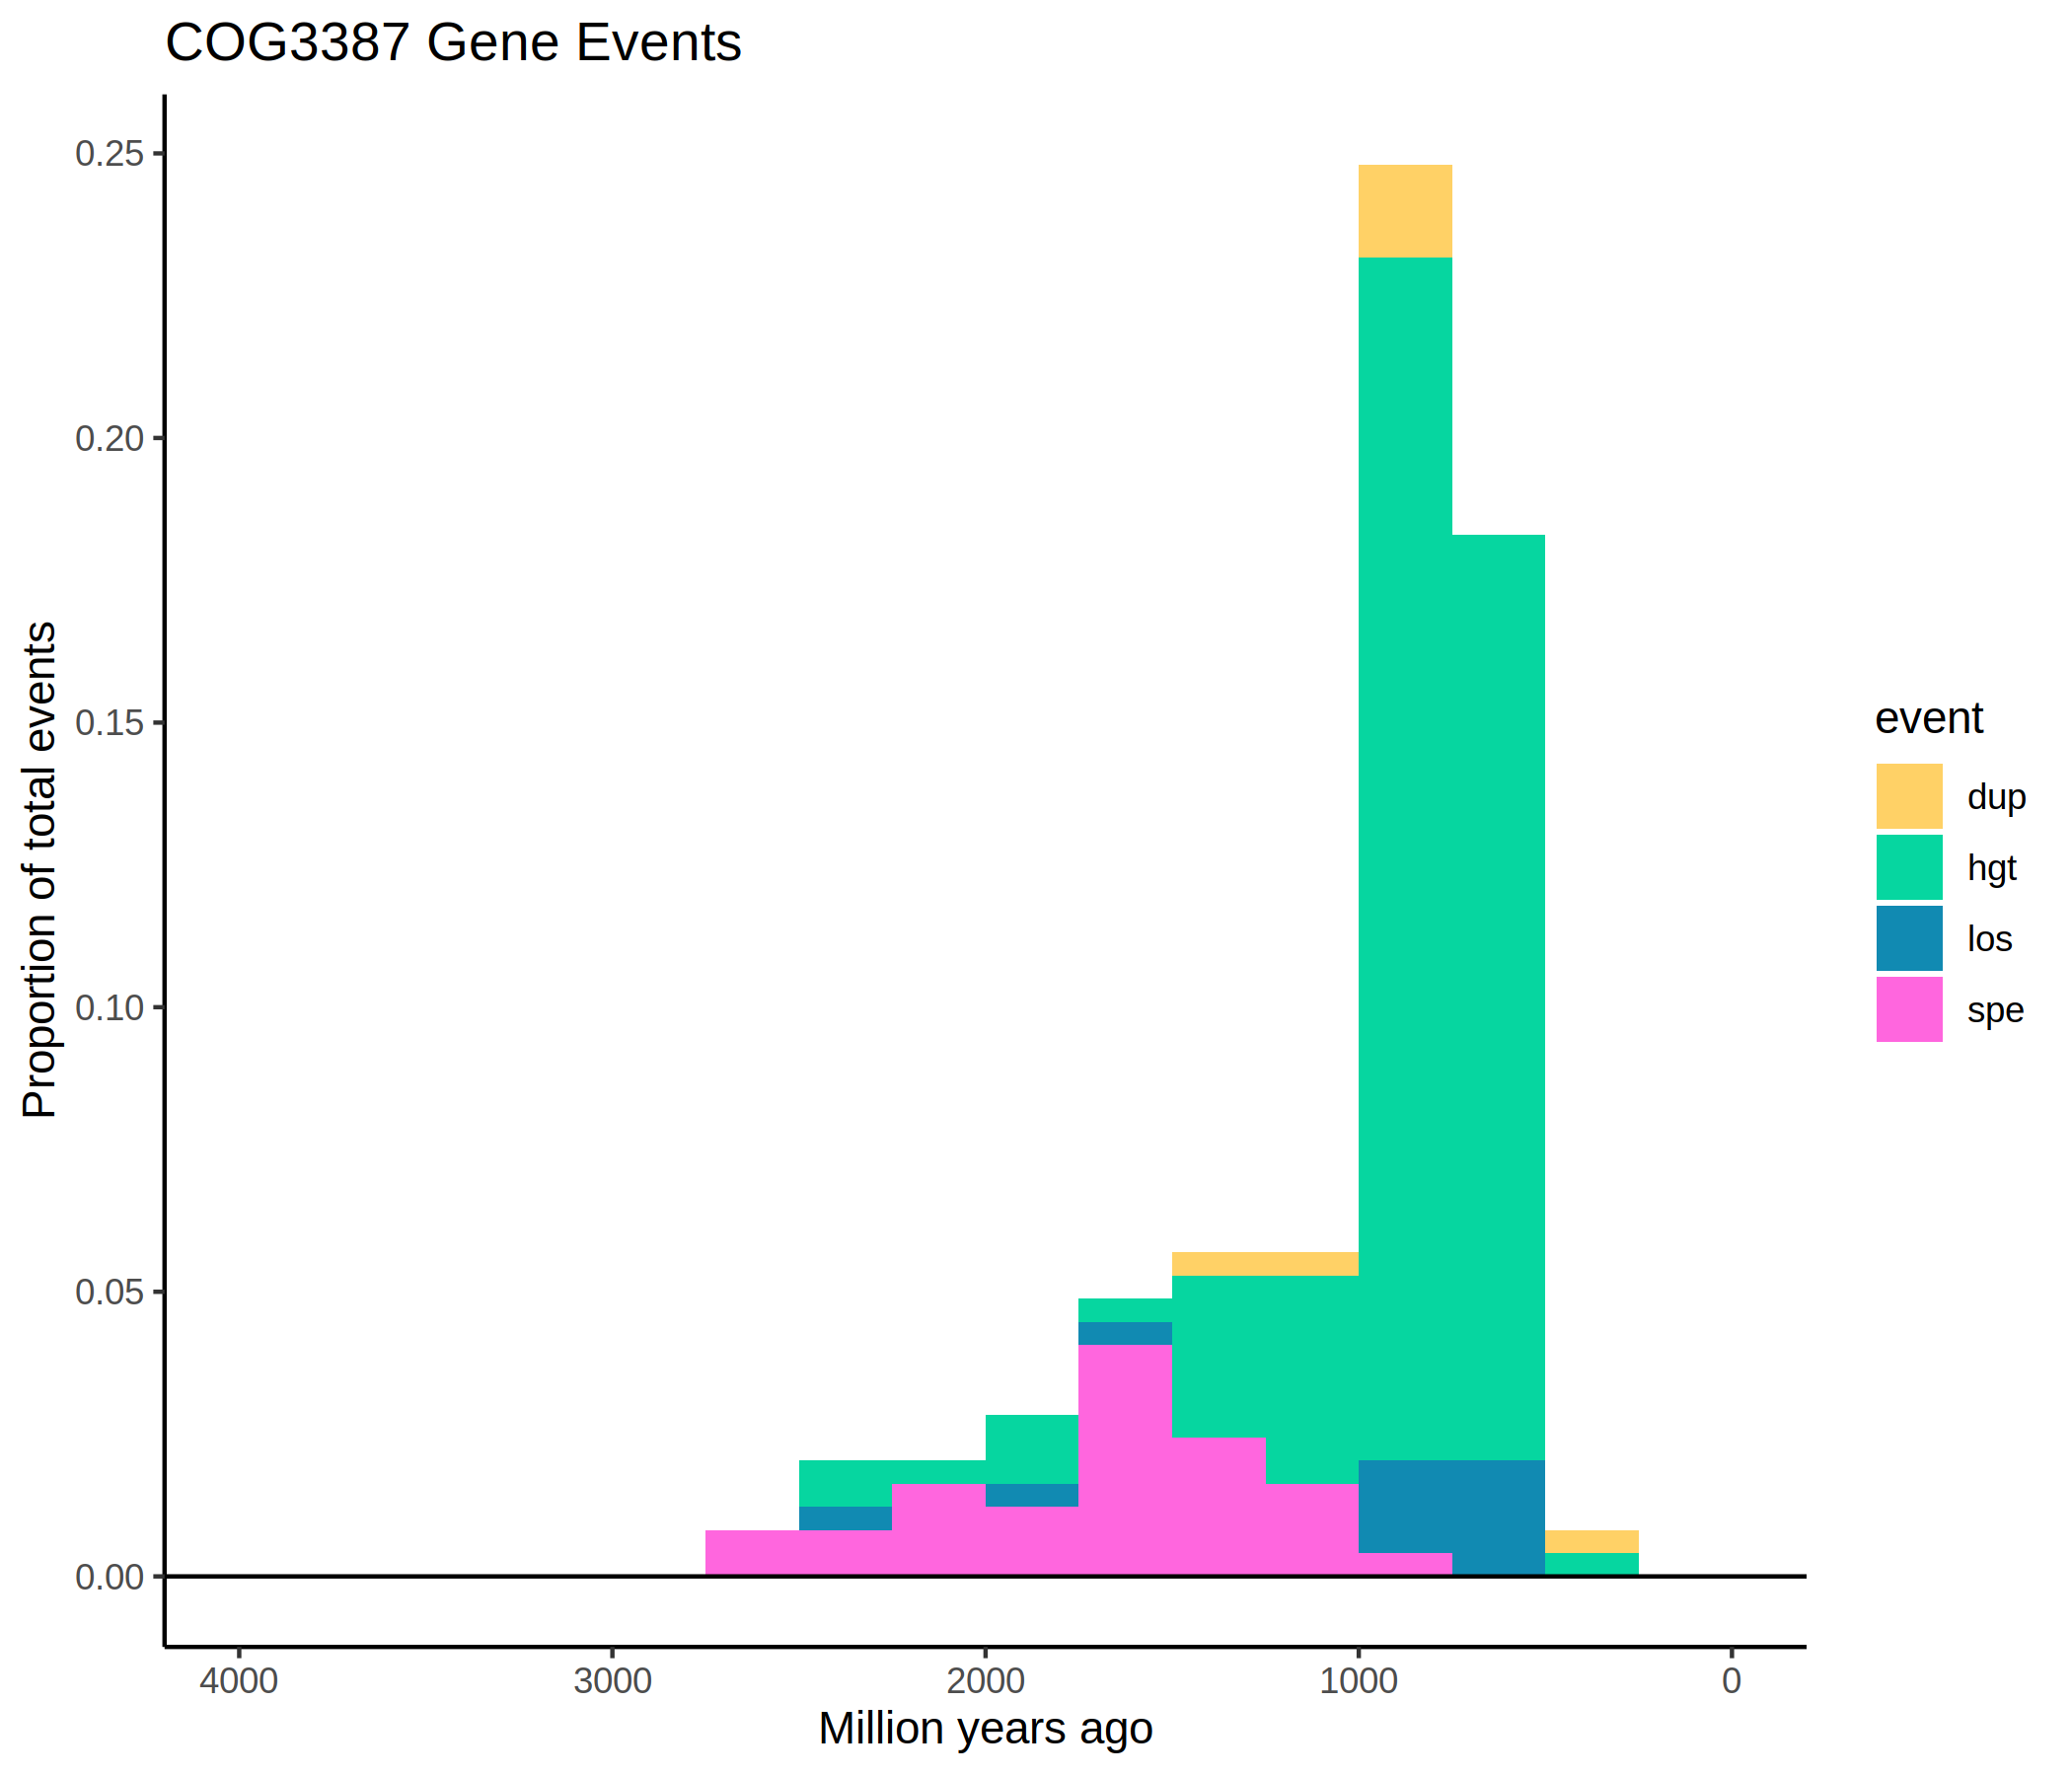 COG3387 Gene Events
0.25
0.20
0.15
0.10
0.05
0.00
Proportion of total events
4000 3000 2000 1000 0
Million years ago
event
dup
hgt
los
spe